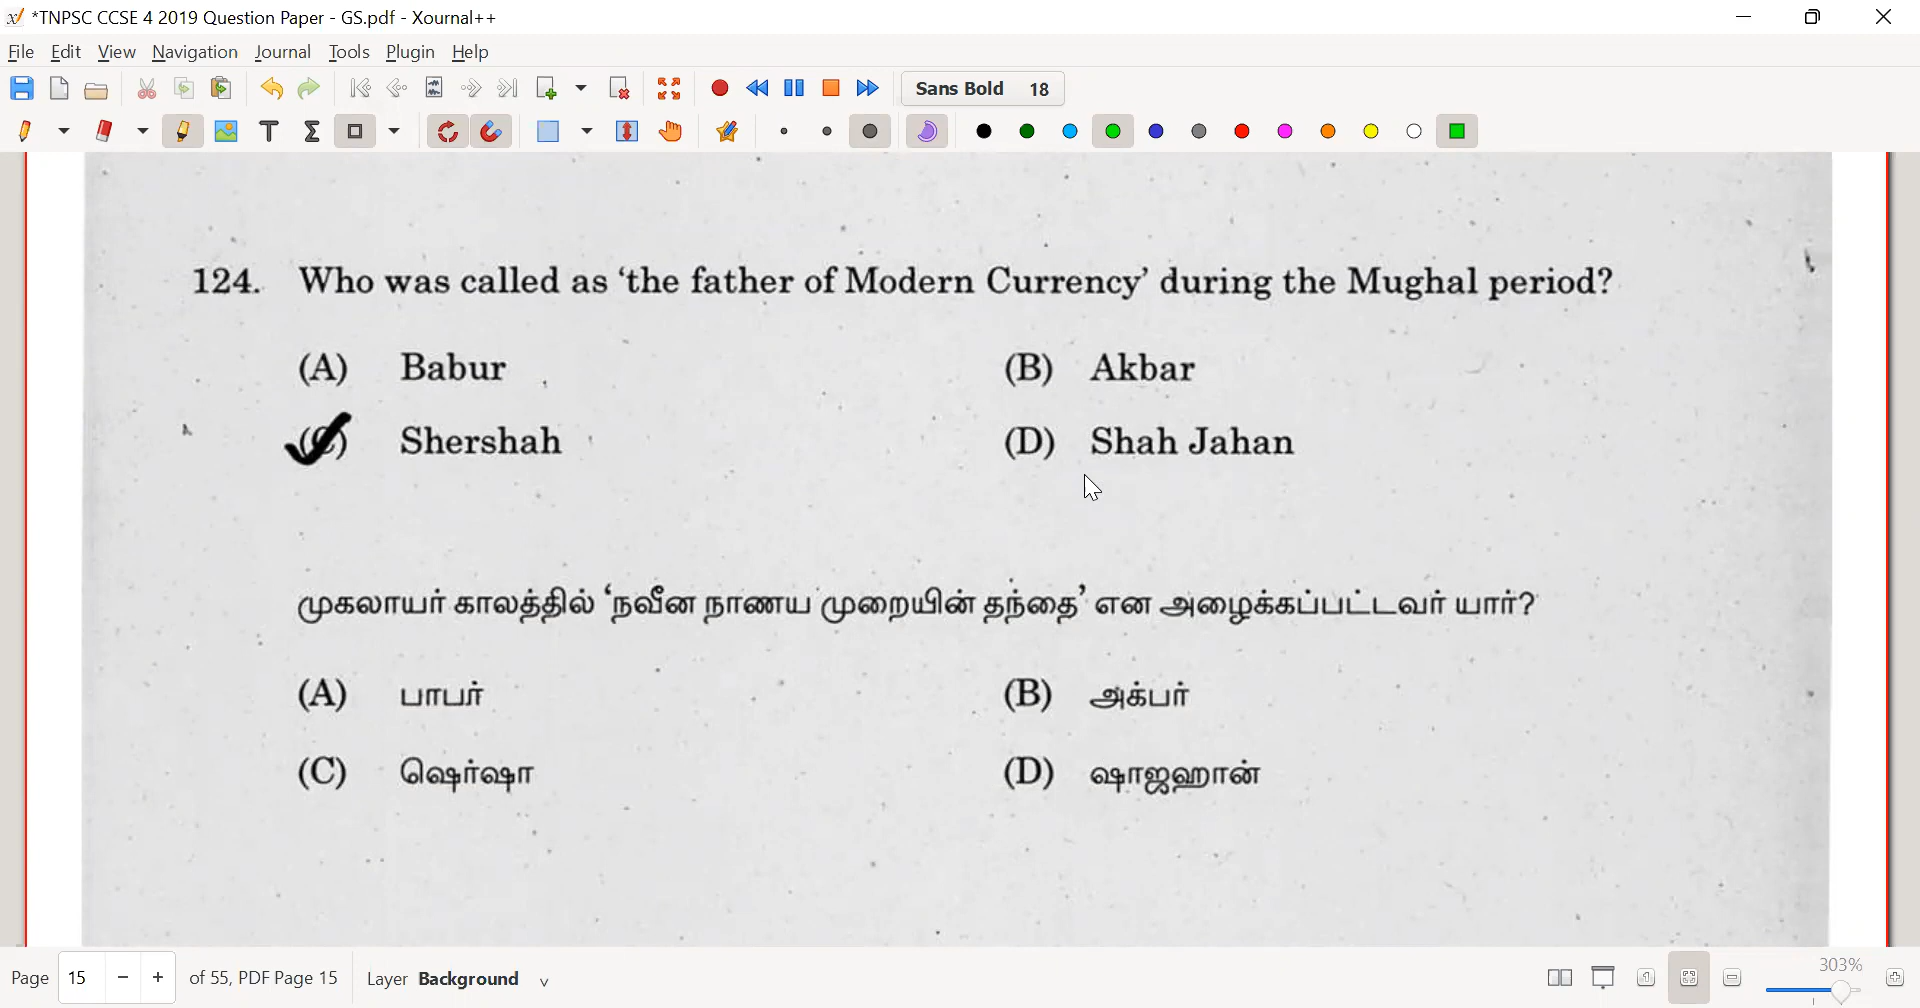 *TNPSC CCSE 4 2019 Question Paper - GS.pdf - Xournal++
File Edit View Navigation Journal Tools Plugin Help
Sans Bold 18
124. Who was called as ‘the father of Modern Currency’ during the Mughal period?
(A) Babur (B) Akbar
(C) Shershah (D) Shah Jahan
முகலாயர் காலத்தில் ‘நவீன நாணய முறையின் தந்தை’ என அழைக்கப்பட்டவர் யார்?
(A) பாபர் (B) அக்பர்
(C) ஷெர்ஷா (D) ஷாஜஹான்
303%
Page 15 − + of 55, PDF Page 15 Layer Background